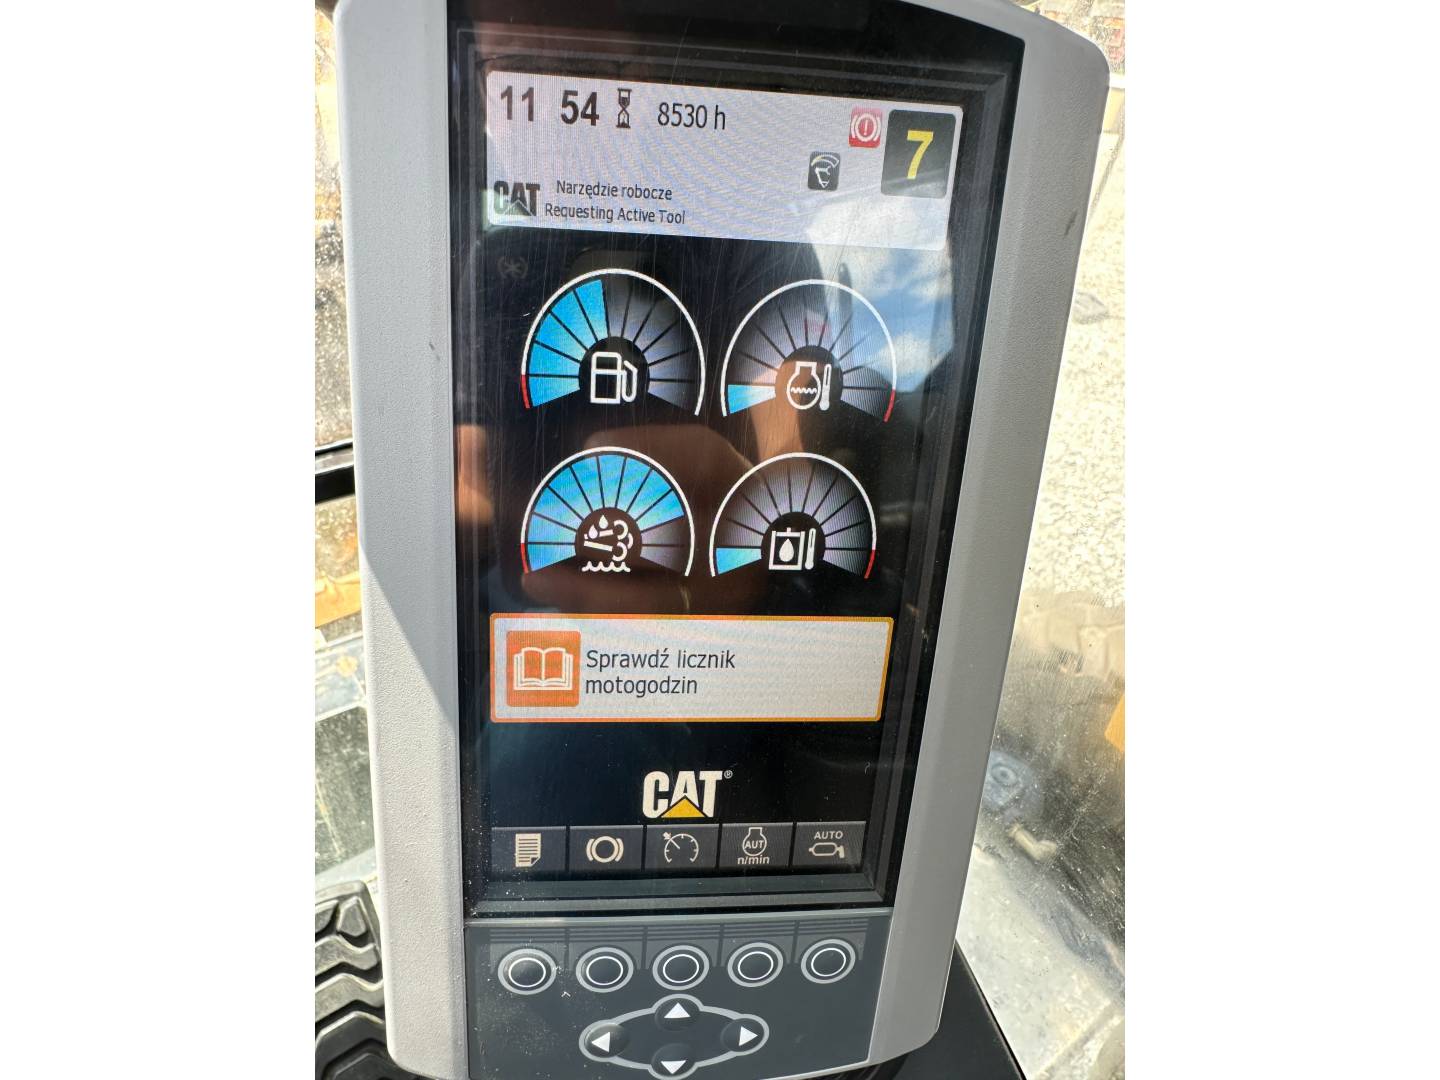 11 54 8530 h
7
CAT Narzędzie robocze
Requesting Active Tool
Sprawdź licznik
motogodzin
CAT®
AUT
n/min
AUTO